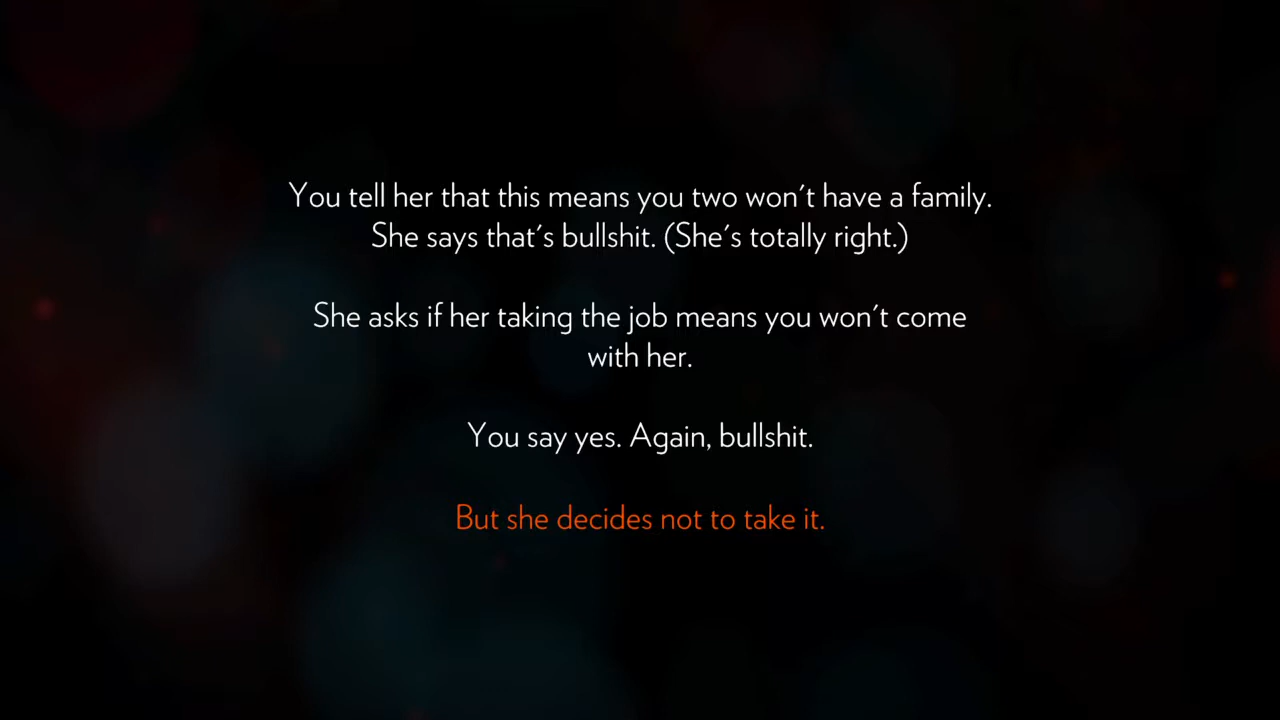 You tell her that this means you two won't have a family.
She says that's bullshit. (She's totally right.)
She asks if her taking the job means you won't come
with her.
You say yes. Again, bullshit.
But she decides not to take it.